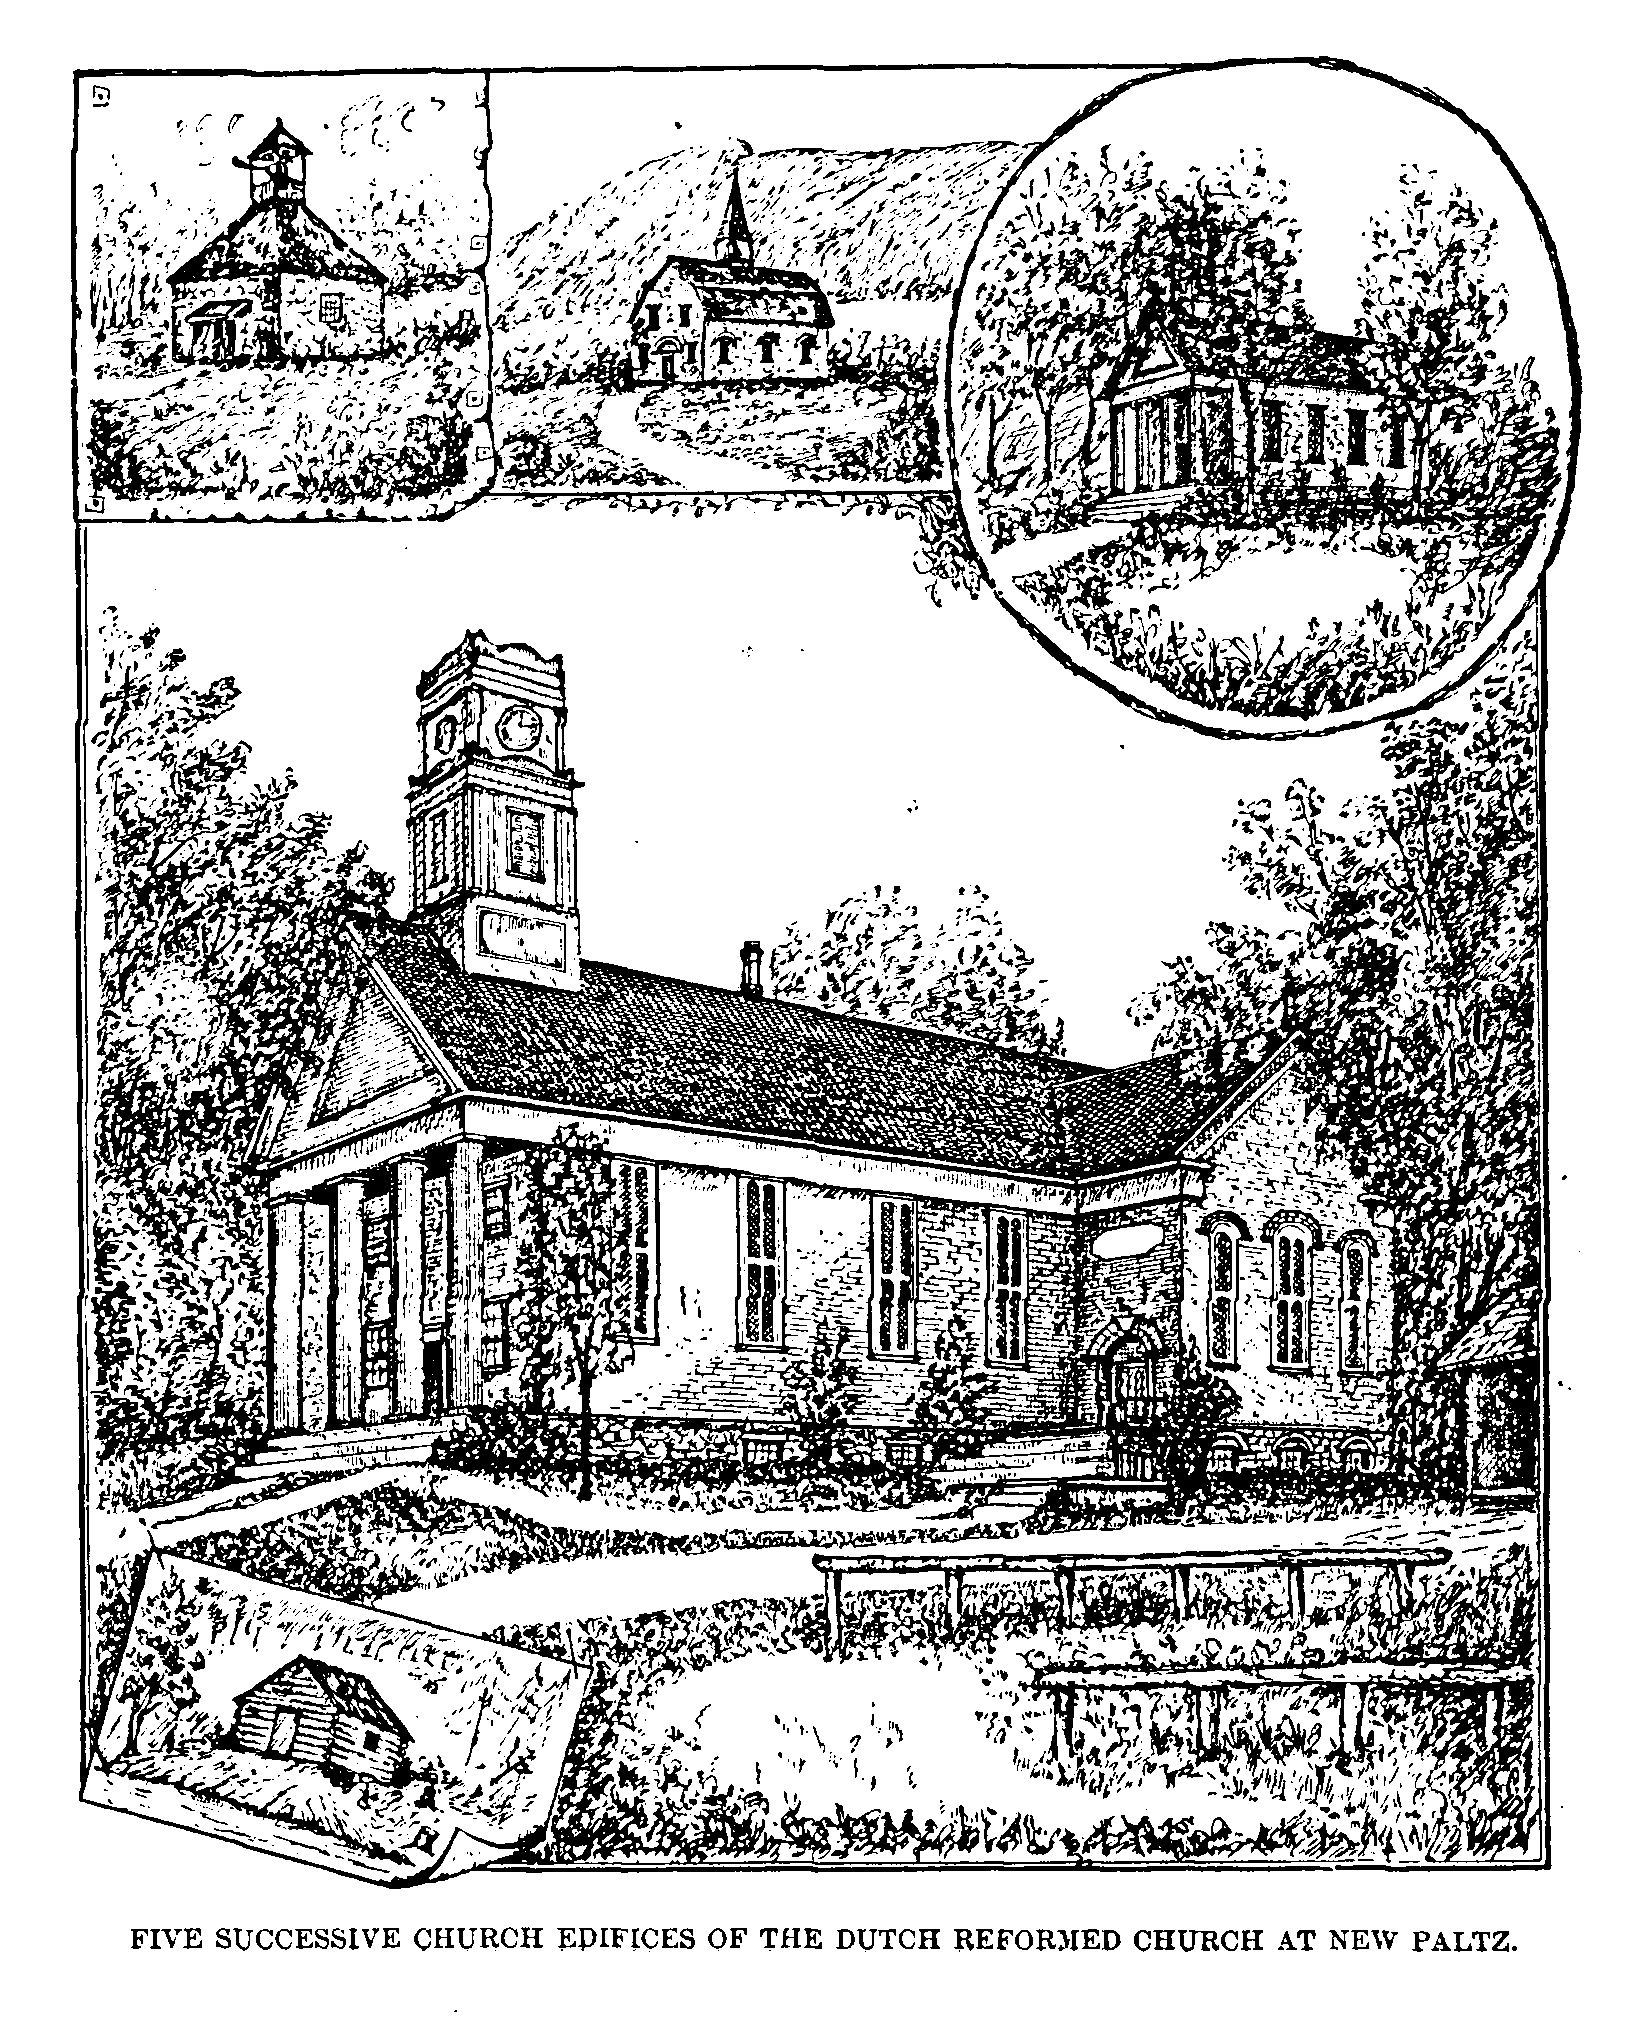 FIVE SUCCESSIVE CHURCH EDIFICES OF THE DUTCH REFORMED CHURCH AT NEW PALTZ.